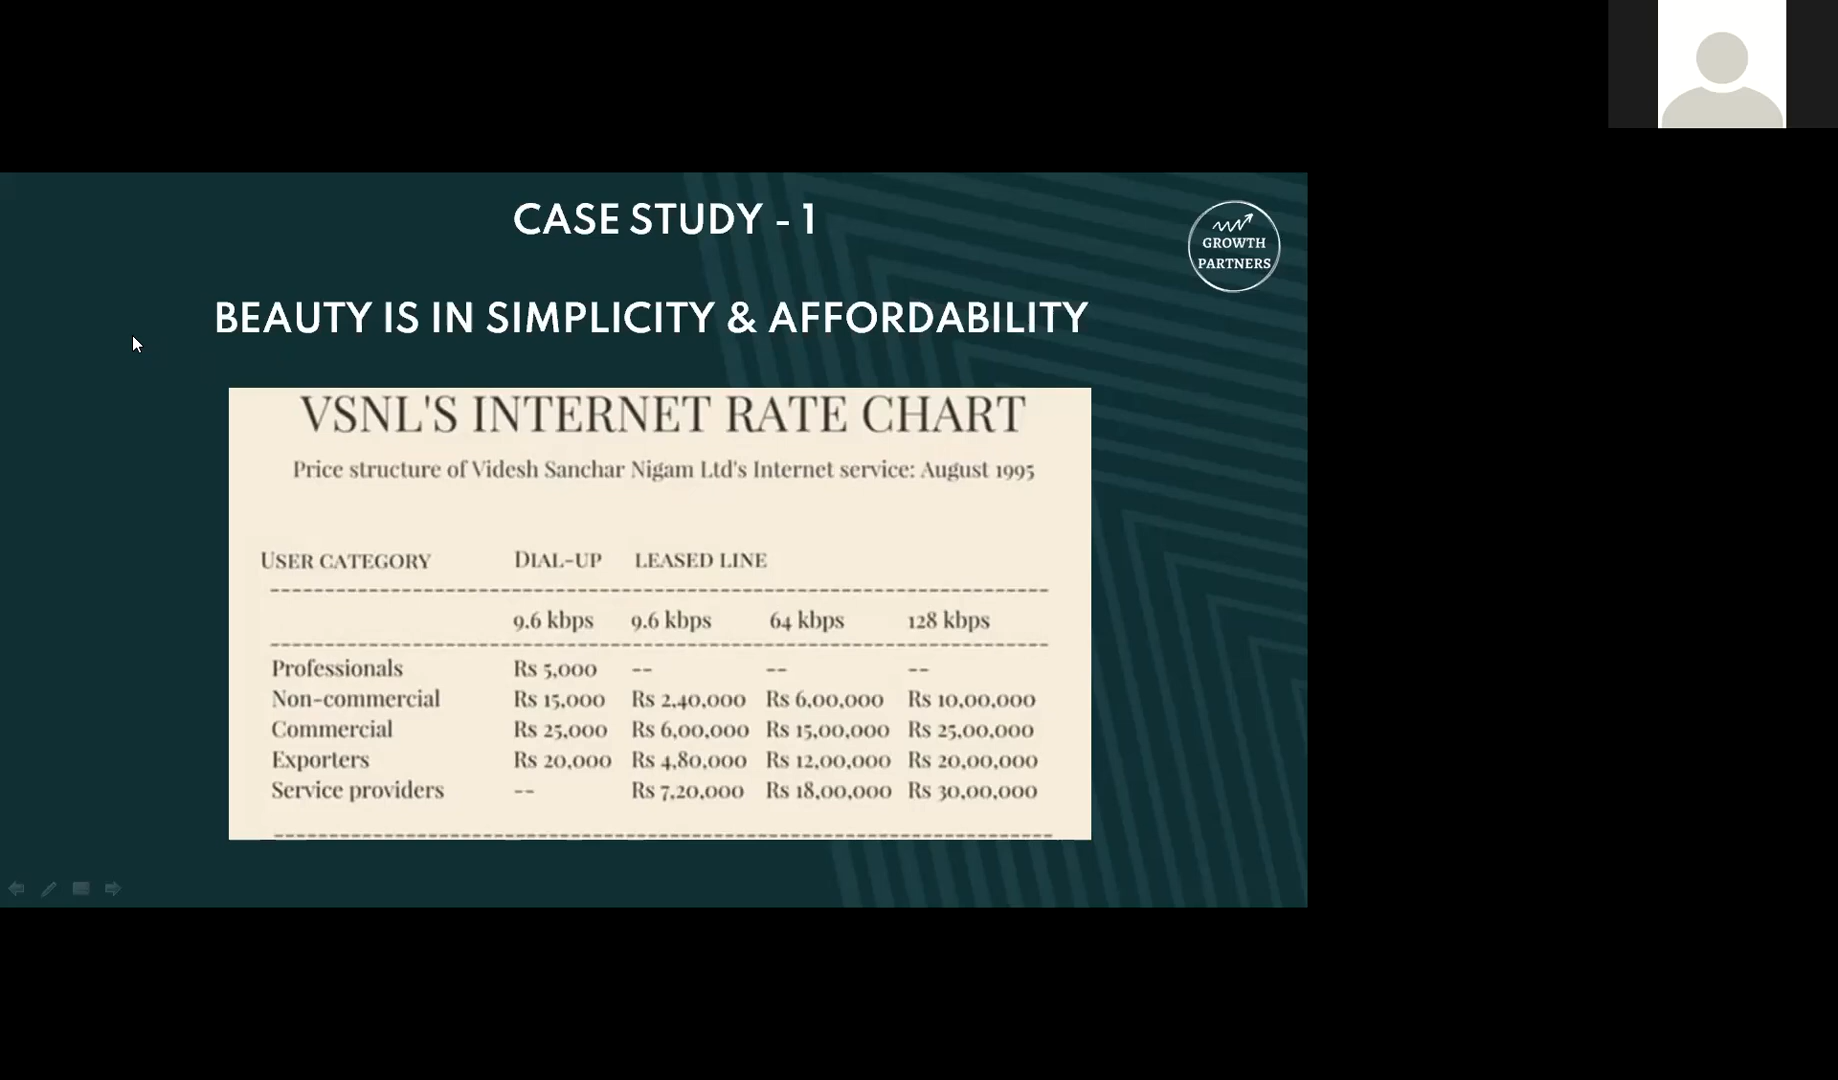 CASE STUDY - 1
GROWTH
PARTNERS
BEAUTY IS IN SIMPLICITY & AFFORDABILITY
VSNL'S INTERNET RATE CHART
Price structure of Videsh Sanchar Nigam Ltd's Internet service: August 1995
USER CATEGORY DIAL-UP LEASED LINE
9.6 kbps 9.6 kbps 64 kbps 128 kbps
Professionals Rs 5,000 -- -- --
Non-commercial Rs 15,000 Rs 2,40,000 Rs 6,00,000 Rs 10,00,000
Commercial Rs 25,000 Rs 6,00,000 Rs 15,00,000 Rs 25,00,000
Exporters Rs 20,000 Rs 4,80,000 Rs 12,00,000 Rs 20,00,000
Service providers -- Rs 7,20,000 Rs 18,00,000 Rs 30,00,000